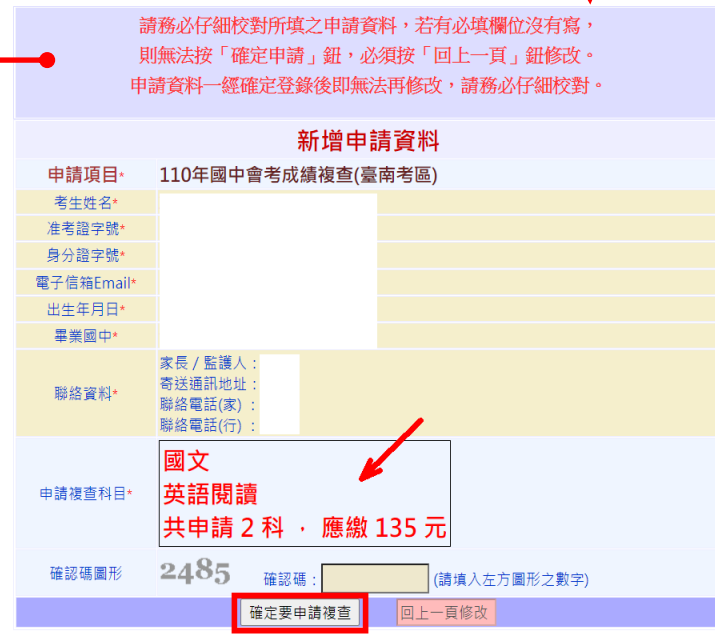 請務必仔細校對所填之申請資料，若有必填欄位沒有寫，
則無法按「確定申請」鈕，必須按「回上一頁」鈕修改。
申請資料一經確定登錄後即無法再修改，請務必仔細校對。
新增申請資料
申請項目* 110年國中會考成績複查(臺南考區)
考生姓名*
准考證字號*
身分證字號*
電子信箱Email*
出生年月日*
畢業國中*
聯絡資料*
家長 / 監護人：
寄送通訊地址：
聯絡電話(家) ：
聯絡電話(行) ：
申請複查科目*
國文
英語閱讀
共申請 2 科 ， 應繳 135 元
確認碼圖形 2485 確認碼： (請填入左方圖形之數字)
確定要申請複查 回上一頁修改